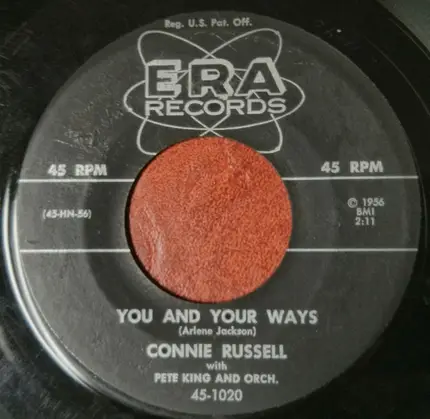 Reg. U.S. Pat. Off.
ERA
RECORDS
45 RPM
45 RPM
(45-HN-56)
© 1956
BMI
2:11
YOU AND YOUR WAYS
(Arlene Jackson)
CONNIE RUSSELL
with
PETE KING AND ORCH.
45-1020